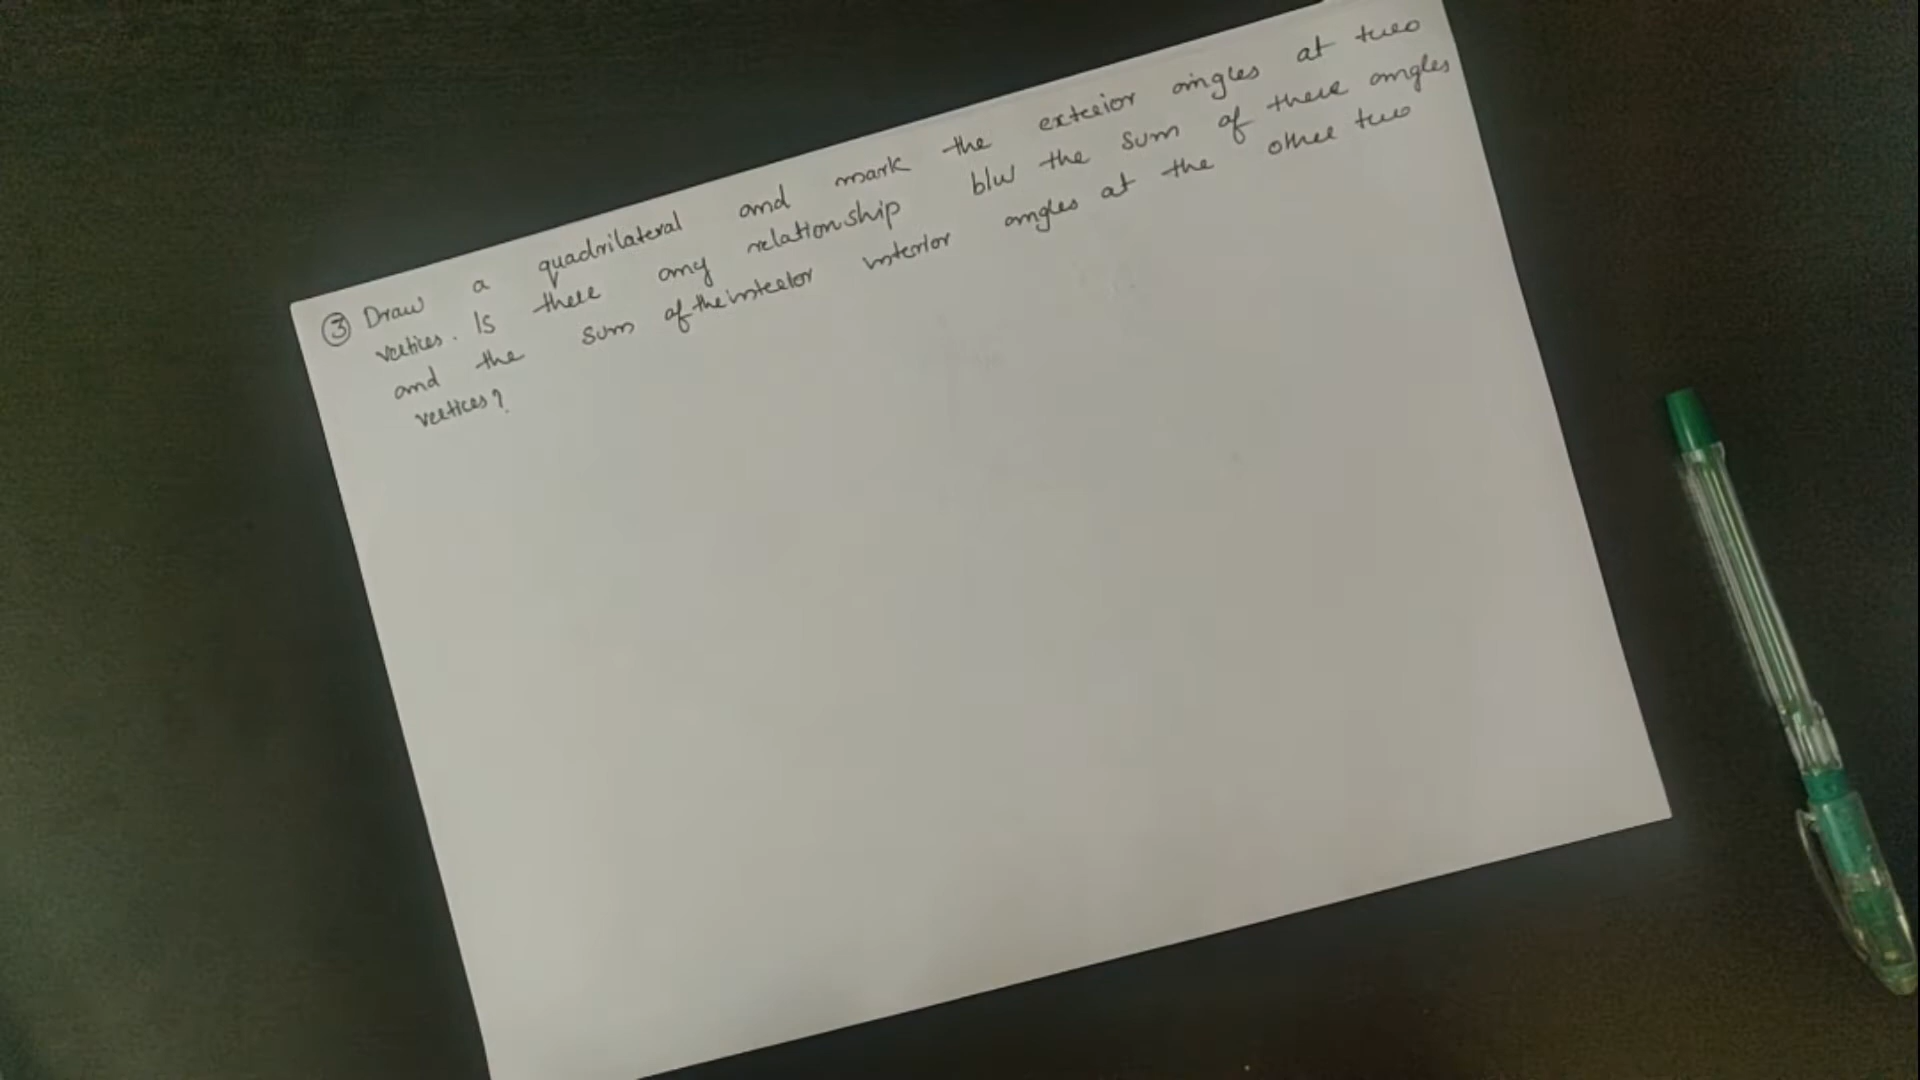 ③ Draw a quadrilateral and mark the exterior angles at two
vertices. Is there any relationship b/w the sum of these angles
and the sum of the interior interior angles at the other two
vertices?